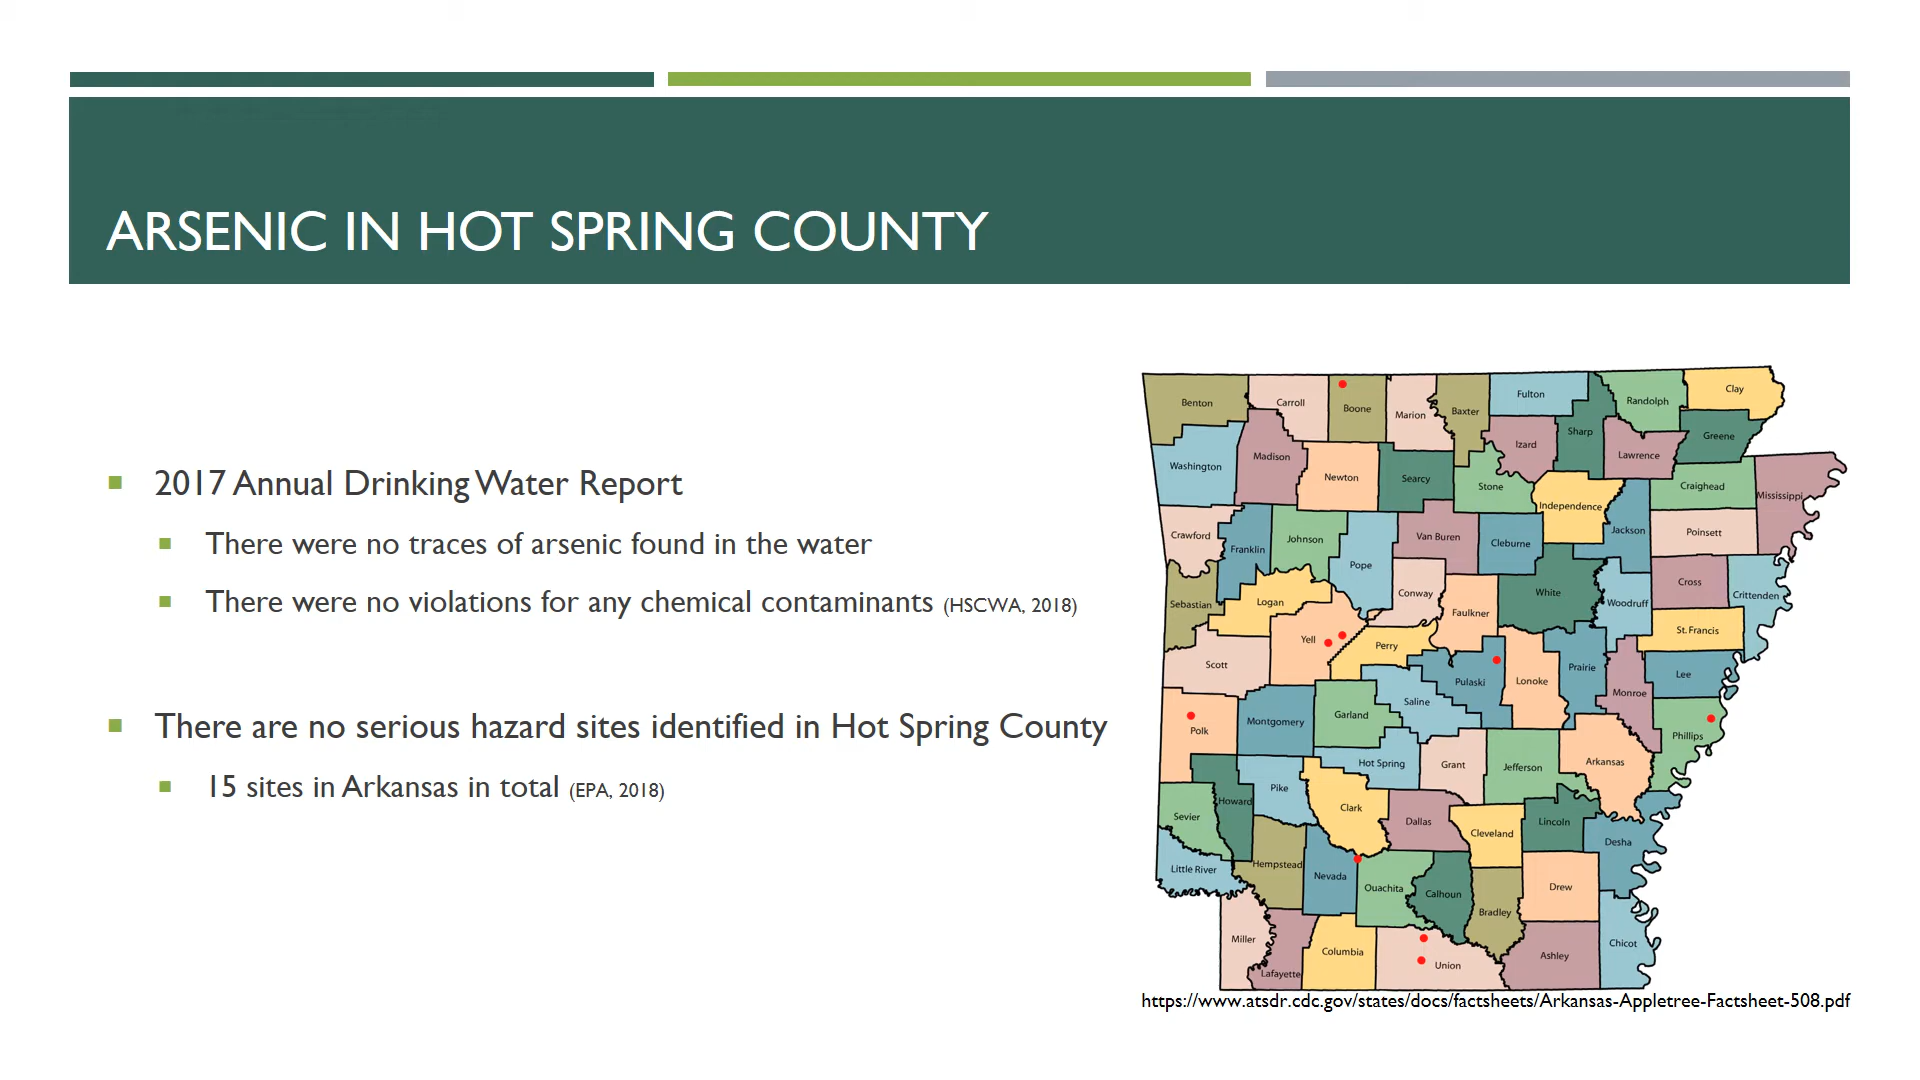 ARSENIC IN HOT SPRING COUNTY
2017 Annual Drinking Water Report
There were no traces of arsenic found in the water
There were no violations for any chemical contaminants (HSCWA, 2018)
There are no serious hazard sites identified in Hot Spring County
15 sites in Arkansas in total (EPA, 2018)
Benton
Carroll
Boone
Marion
Baxter
Fulton
Randolph
Clay
Washington
Madison
Newton
Searcy
Stone
Izard
Sharp
Lawrence
Greene
Independence
Jackson
Craighead
Mississippi
Crawford
Franklin
Johnson
Pope
Van Buren
Cleburne
Poinsett
Sebastian
Logan
Conway
Faulkner
White
Woodruff
Cross
Crittenden
Scott
Yell
Perry
Pulaski
Lonoke
Prairie
Monroe
St. Francis
Lee
Polk
Montgomery
Garland
Saline
Phillips
Hot Spring
Grant
Jefferson
Arkansas
Sevier
Howard
Pike
Clark
Dallas
Cleveland
Lincoln
Desha
Little River
Hempstead
Nevada
Ouachita
Calhoun
Bradley
Drew
Miller
Lafayette
Columbia
Union
Ashley
Chicot
https://www.atsdr.cdc.gov/states/docs/factsheets/Arkansas-Appletree-Factsheet-508.pdf